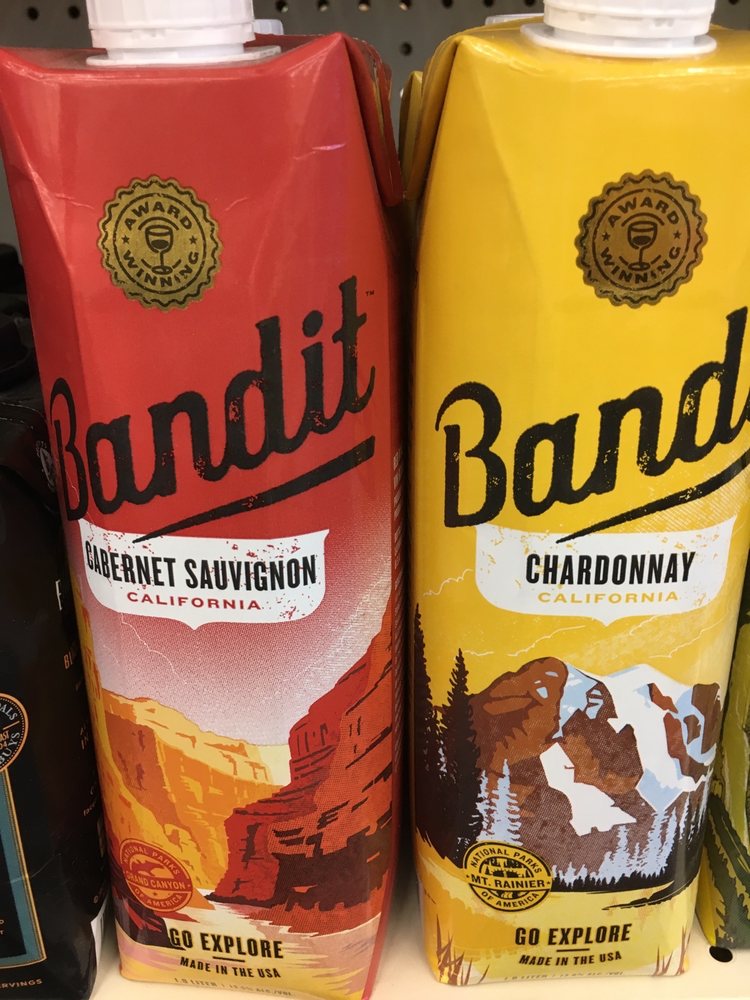 AWARD
WINNING
Bandit™
CABERNET SAUVIGNON
CALIFORNIA
NATIONAL PARKS
GRAND CANYON
OF AMERICA
GO EXPLORE
MADE IN THE USA
AWARD
WINNING
Band
CHARDONNAY
CALIFORNIA
NATIONAL PARKS
MT. RAINIER
OF AMERICA
GO EXPLORE
MADE IN THE USA